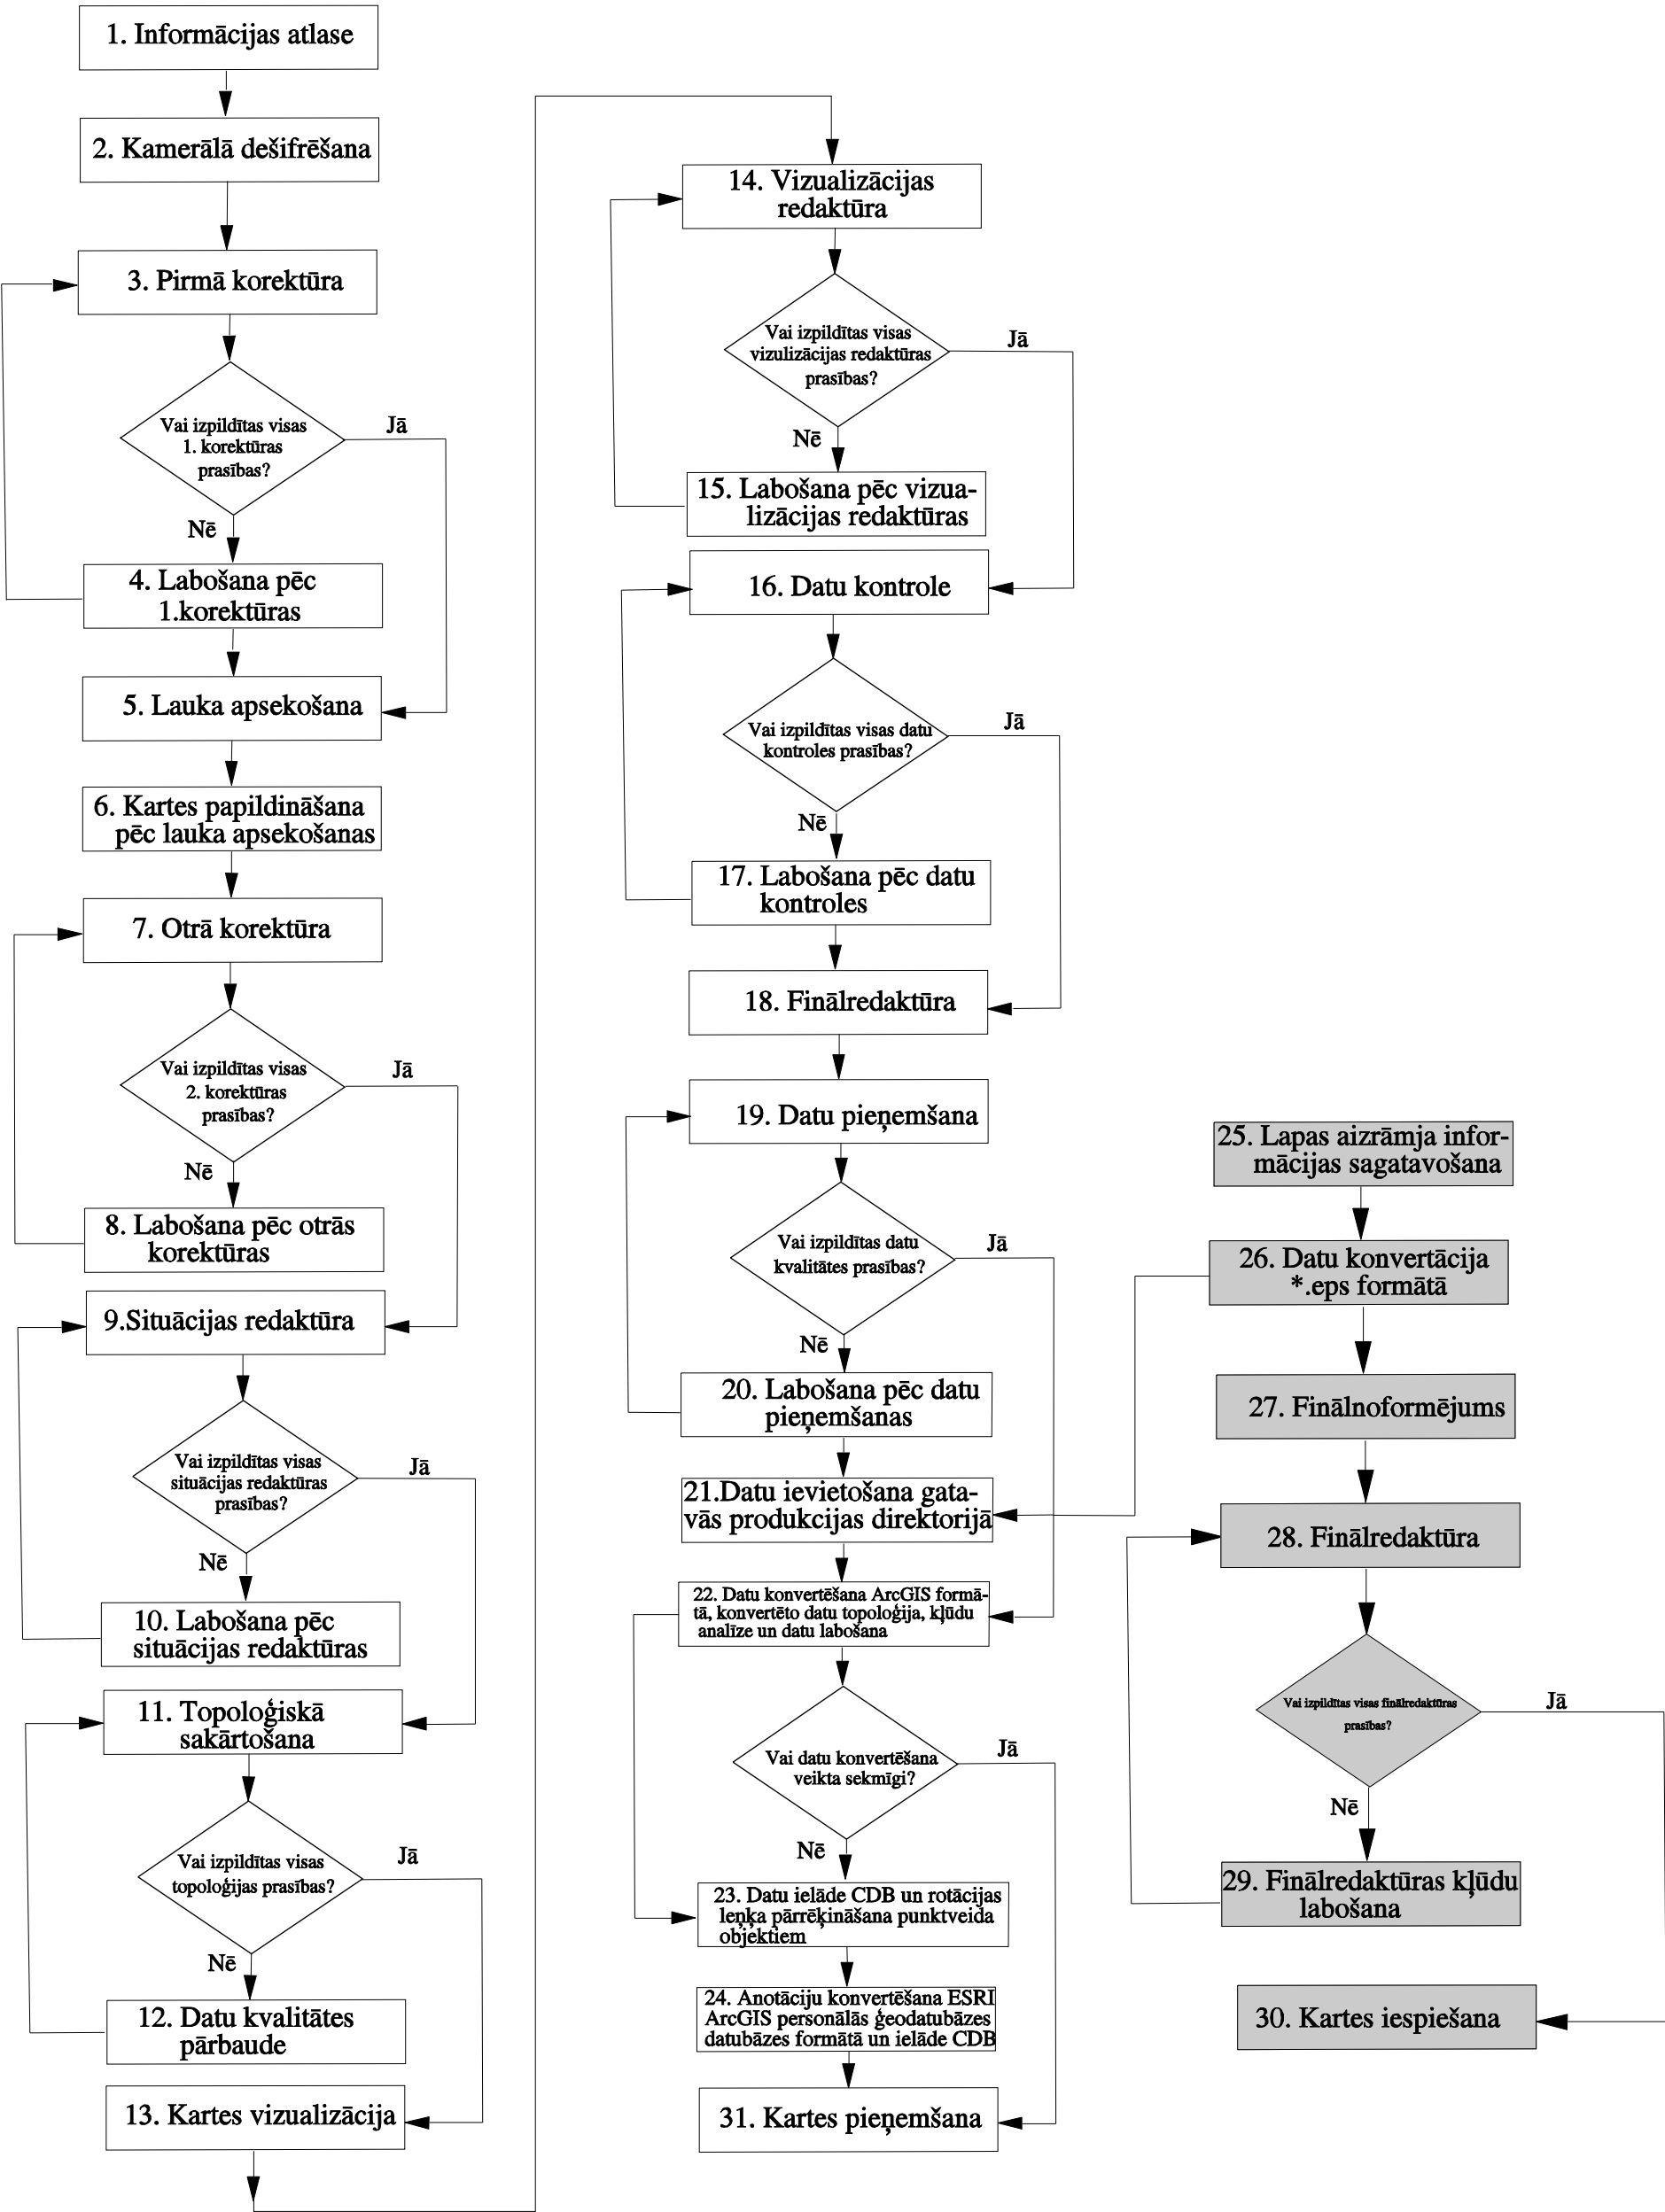 1. Informācijas atlase
2. Kamerālā dešifrēšana
3. Pirmā korektūra
Vai izpildītas visas
1. korektūras
prasības?
Jā
Nē
4. Labošana pēc
1.korektūras
5. Lauka apsekošana
6. Kartes papildināšana
pēc lauka apsekošanas
7. Otrā korektūra
Vai izpildītas visas
2. korektūras
prasības?
Jā
Nē
8. Labošana pēc otrās
korektūras
9.Situācijas redaktūra
Vai izpildītas visas
situācijas redaktūras
prasības?
Jā
Nē
10. Labošana pēc
situācijas redaktūras
11. Topoloģiskā
sakārtošana
Vai izpildītas visas
topoloģijas prasības?
Jā
Nē
12. Datu kvalitātes
pārbaude
13. Kartes vizualizācija
14. Vizualizācijas
redaktūra
Vai izpildītas visas
vizulizācijas redaktūras
prasības?
Jā
Nē
15. Labošana pēc vizua-
lizācijas redaktūras
16. Datu kontrole
Vai izpildītas visas datu
kontroles prasības?
Jā
Nē
17. Labošana pēc datu
kontroles
18. Finālredaktūra
19. Datu pieņemšana
Vai izpildītas datu
kvalitātes prasības?
Jā
Nē
20. Labošana pēc datu
pieņemšanas
21.Datu ievietošana gata-
vās produkcijas direktorijā
22. Datu konvertēšana ArcGIS formā-
tā, konvertēto datu topoloģija, kļūdu
analīze un datu labošana
Vai datu konvertēšana
veikta sekmīgi?
Jā
Nē
23. Datu ielāde CDB un rotācijas
leņķa pārrēķināšana punktveida
objektiem
24. Anotāciju konvertēšana ESRI
ArcGIS personālās ģeodatubāzes
datubāzes formātā un ielāde CDB
31. Kartes pieņemšana
25. Lapas aizrāmja infor-
mācijas sagatavošana
26. Datu konvertācija
*.eps formātā
27. Finālnoformējums
28. Finālredaktūra
Vai izpildītas visas finālredaktūras
prasības?
Jā
Nē
29. Finālredaktūras kļūdu
labošana
30. Kartes iespiešana